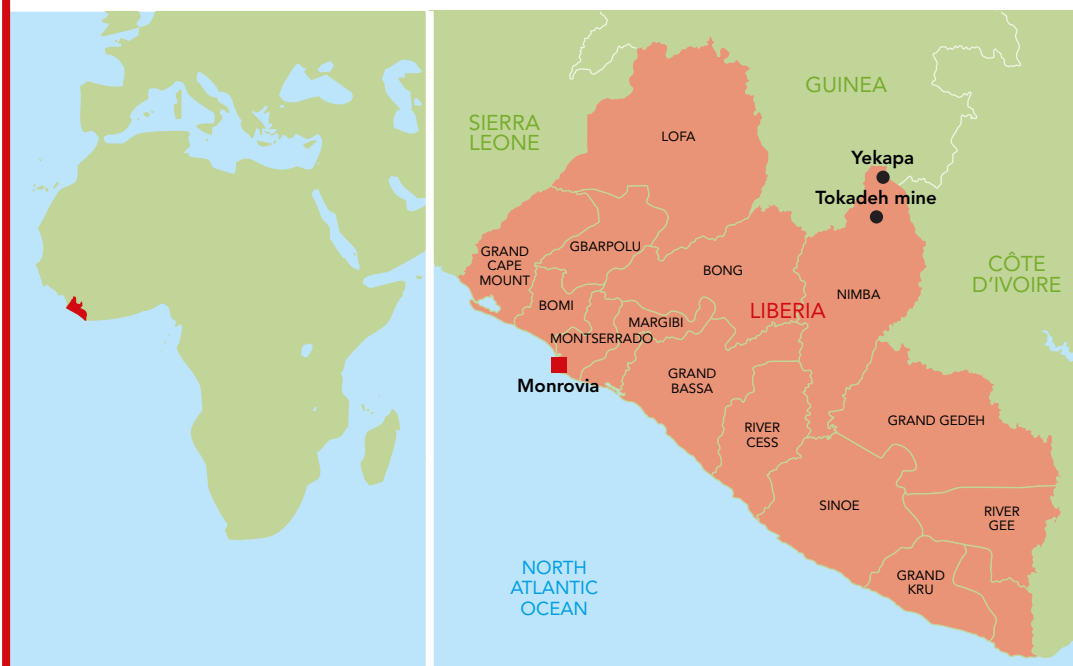 GUINEA
SIERRA
LEONE
LOFA
Yekapa
Tokadeh mine
GRAND
CAPE
MOUNT
GBARPOLU
BONG
CÔTE
D'IVOIRE
NIMBA
BOMI
LIBERIA
MARGIBI
MONTSERRADO
Monrovia
GRAND
BASSA
GRAND GEDEH
RIVER
CESS
SINOE
RIVER
GEE
NORTH
ATLANTIC
OCEAN
GRAND
KRU